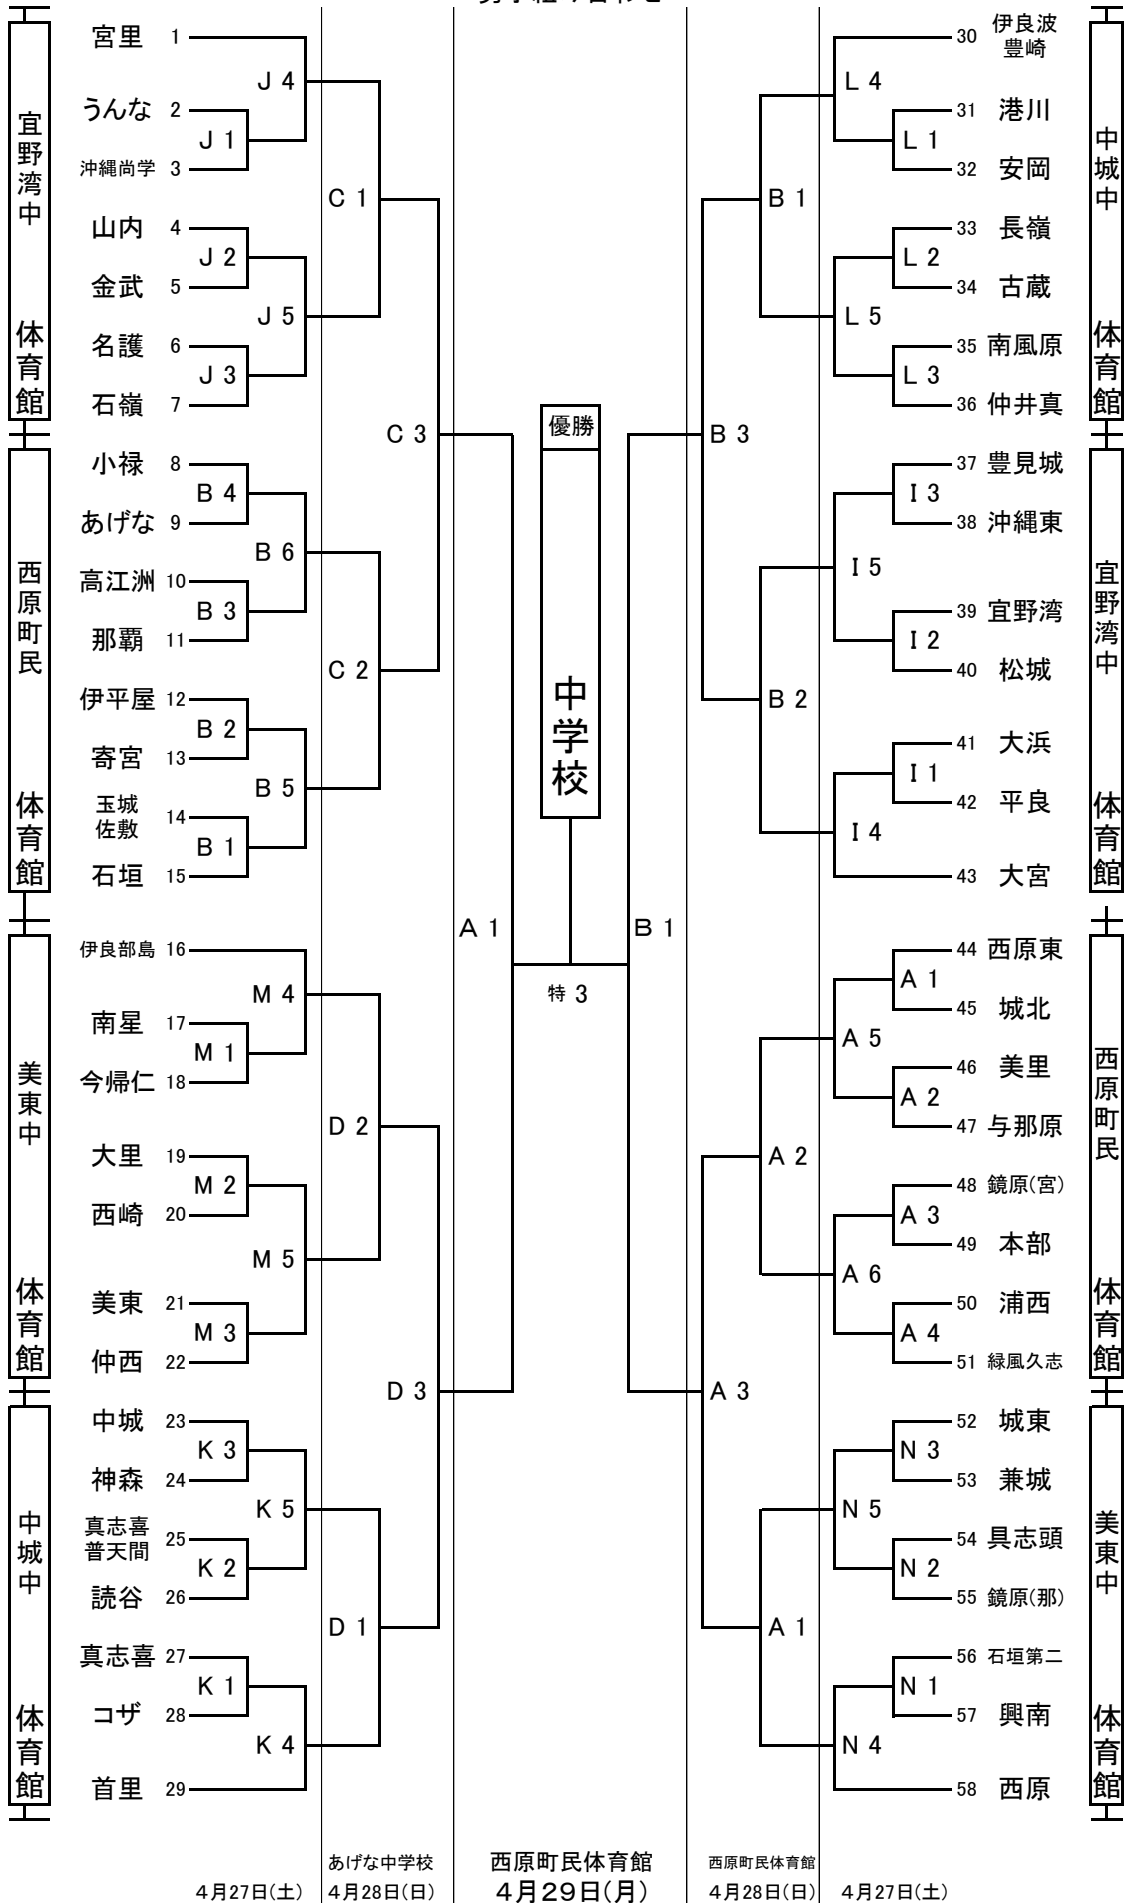 宜野湾中
体育館
西原町民
体育館
美東中
体育館
中城中
体育館
宮里 1
うんな 2
沖縄尚学 3
山内 4
金武 5
名護 6
石嶺 7
小禄 8
あげな 9
高江洲 10
那覇 11
伊平屋 12
寄宮 13
玉城
佐敷
14
石垣 15
伊良部島 16
南星 17
今帰仁 18
大里 19
西崎 20
美東 21
仲西 22
中城 23
神森 24
真志喜
普天間
25
読谷 26
真志喜 27
コザ 28
首里 29
J 4
J 1
J 2
J 5
J 3
B 4
B 6
B 3
B 2
B 5
B 1
M 4
M 1
M 2
M 5
M 3
K 3
K 5
K 2
K 1
K 4
C 1
C 3
C 2
D 2
D 3
D 1
優勝
中学校
A 1
B 1
特 3
B 1
B 3
B 2
A 2
A 3
A 1
L 4
L 1
L 2
L 5
L 3
I 3
I 5
I 2
I 1
I 4
A 1
A 5
A 2
A 3
A 6
A 4
N 3
N 5
N 2
N 1
N 4
30 伊良波
豊崎
31 港川
32 安岡
33 長嶺
34 古蔵
35 南風原
36 仲井真
37 豊見城
38 沖縄東
39 宜野湾
40 松城
41 大浜
42 平良
43 大宮
44 西原東
45 城北
46 美里
47 与那原
48 鏡原(宮)
49 本部
50 浦西
51 緑風久志
52 城東
53 兼城
54 具志頭
55 鏡原(那)
56 石垣第二
57 興南
58 西原
中城中
体育館
宜野湾中
体育館
西原町民
体育館
美東中
体育館
あげな中学校
西原町民体育館
西原町民体育館
4月27日(土)
4月28日(日)
4月29日(月)
4月28日(日)
4月27日(土)